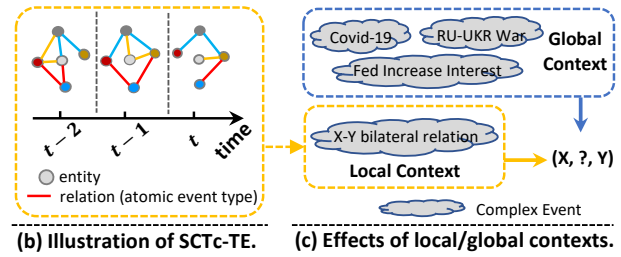 t − 2
t − 1
t
time
entity
relation (atomic event type)
(b) Illustration of SCTc-TE.
Covid-19
RU-UKR War
Fed Increase Interest
Global
Context
X-Y bilateral relation
Local Context
(X, ?, Y)
Complex Event
(c) Effects of local/global contexts.